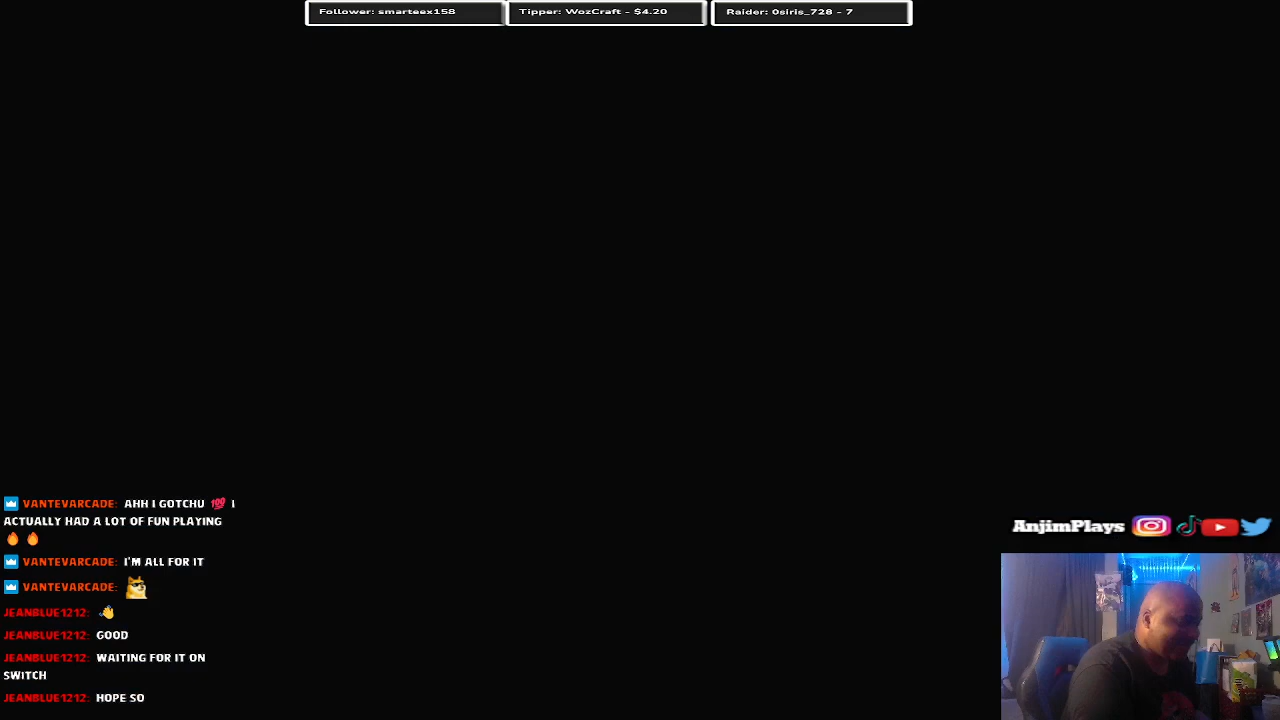 Follower: smarteex158
Tipper: WozCraft - $4.20
Raider: 0siris_728 - 7
VANTEVARCADE: AHH I GOTCHU 💯 I
ACTUALLY HAD A LOT OF FUN PLAYING
🔥 🔥
VANTEVARCADE: I'M ALL FOR IT
VANTEVARCADE:
JEANBLUE1212: 👋
JEANBLUE1212: GOOD
JEANBLUE1212: WAITING FOR IT ON
SWITCH
JEANBLUE1212: HOPE SO
AnjimPlays